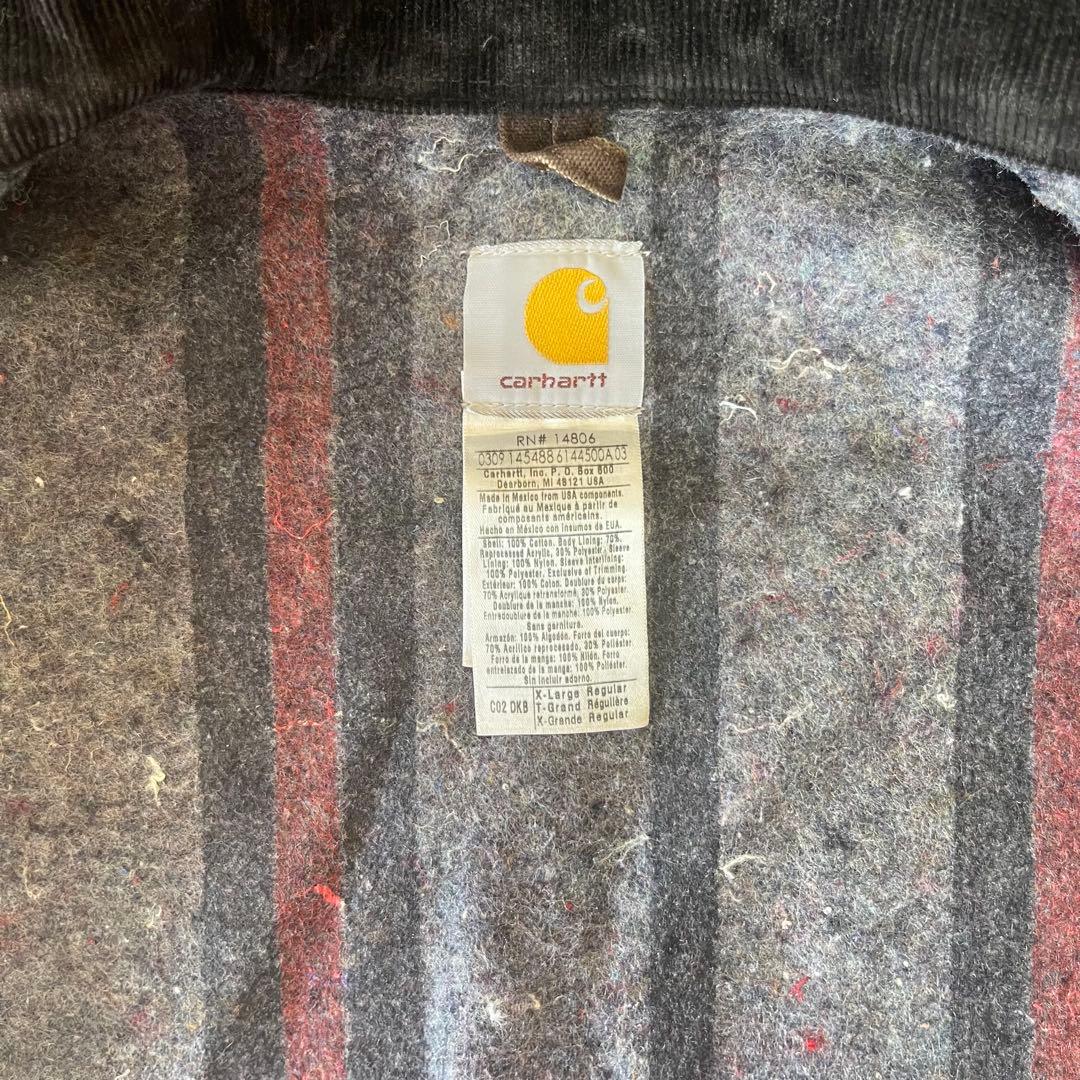 carhartt
RN# 14806
0309 145488 6144500A 03
Carhartt, Inc. P. O. Box 600
Dearborn, MI 48121 USA
Made in Mexico from USA components.
Fabriqué au Mexique à partir de
composants américains.
Hecho en México con insumos de EUA.
Shell: 100% Cotton. Body Lining: 70%
Reprocessed Acrylic, 30% Polyester. Sleeve
Lining: 100% Nylon. Sleeve Interlining:
100% Polyester. Exclusive of Trimming.
Extérieur: 100% Coton. Doublure du corps:
70% Acrylique retransformé, 30% Polyester.
Doublure de la manche: 100% Nylon.
Entredoublure de la manche: 100% Polyester.
Sans garniture.
Armazón: 100% Algodón. Forro del cuerpo:
70% Acrílico reprocesado, 30% Poliéster.
Forro de la manga: 100% Nilón. Forro
entrelazado de la manga: 100% Poliéster.
Sin incluir adorno.
C02 DKB
X-Large Regular
T-Grand Régulière
X-Grande Regular